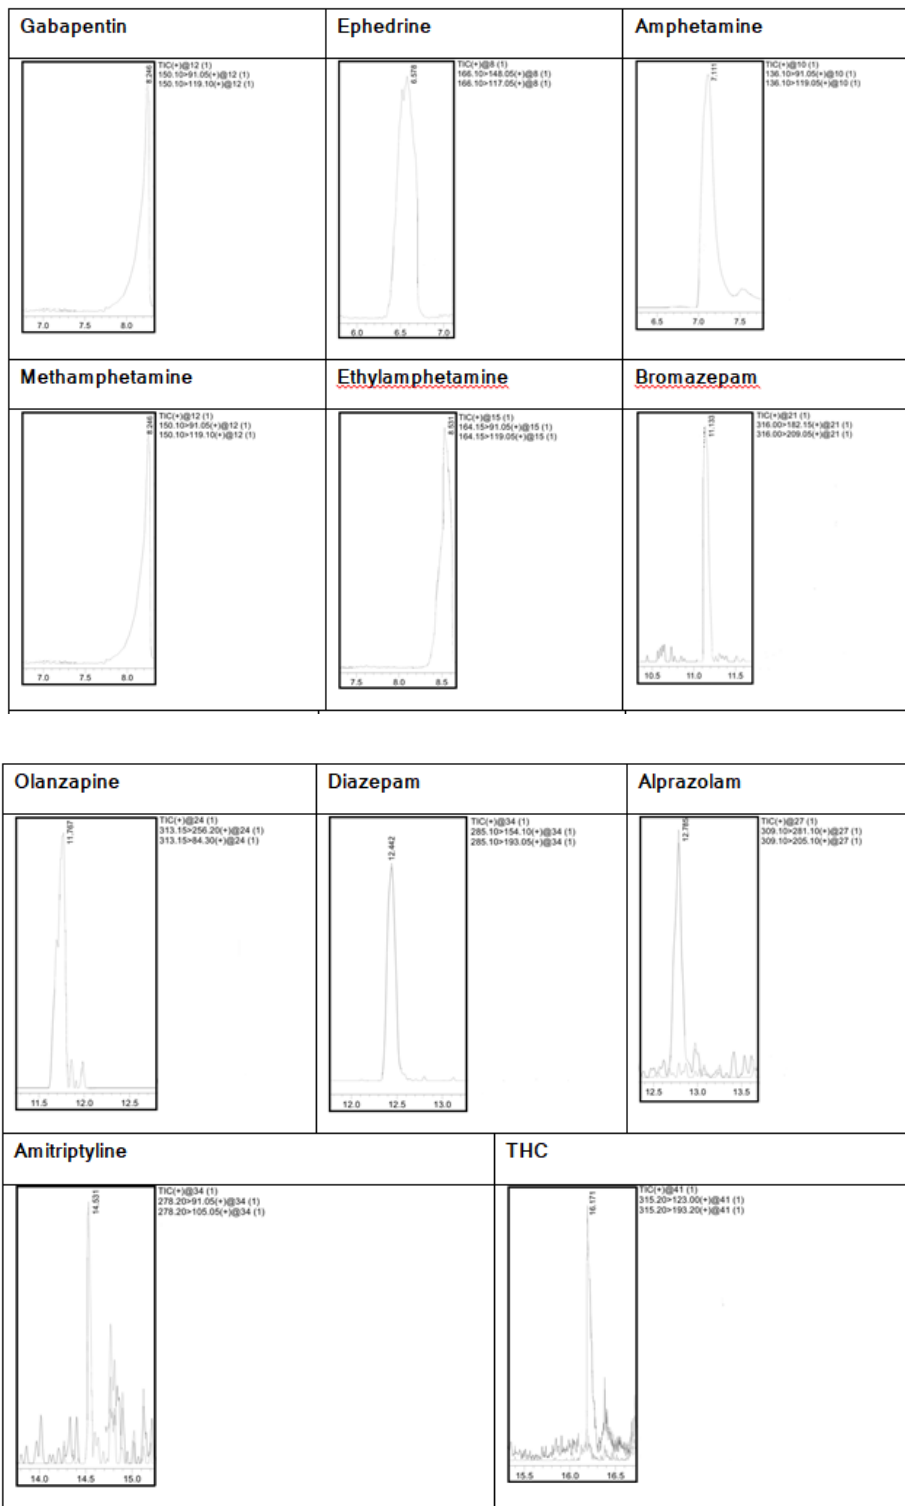 Gabapentin
Ephedrine
Amphetamine
TIC(+)@12 (1)
150.10>91.05(+)@12 (1)
150.10>119.10(+)@12 (1)
8.246
7.0 7.5 8.0
TIC(+)@8 (1)
166.10>148.05(+)@8 (1)
166.10>117.05(+)@8 (1)
6.578
6.0 6.5 7.0
TIC(+)@10 (1)
136.10>91.05(+)@10 (1)
136.10>119.05(+)@10 (1)
7.111
6.5 7.0 7.5
Methamphetamine
Ethylamphetamine
Bromazepam
TIC(+)@12 (1)
150.10>91.05(+)@12 (1)
150.10>119.10(+)@12 (1)
8.246
7.0 7.5 8.0
TIC(+)@15 (1)
164.15>91.05(+)@15 (1)
164.15>119.05(+)@15 (1)
8.531
7.5 8.0 8.5
TIC(+)@21 (1)
316.00>182.15(+)@21 (1)
316.00>209.05(+)@21 (1)
11.133
10.5 11.0 11.5
Olanzapine
Diazepam
Alprazolam
TIC(+)@24 (1)
313.15>256.20(+)@24 (1)
313.15>84.30(+)@24 (1)
11.767
11.5 12.0 12.5
TIC(+)@34 (1)
285.10>154.10(+)@34 (1)
285.10>193.05(+)@34 (1)
12.442
12.0 12.5 13.0
TIC(+)@27 (1)
309.10>281.10(+)@27 (1)
309.10>205.10(+)@27 (1)
12.785
12.5 13.0 13.5
Amitriptyline
THC
TIC(+)@34 (1)
278.20>91.05(+)@34 (1)
278.20>105.05(+)@34 (1)
14.531
14.0 14.5 15.0
TIC(+)@41 (1)
315.20>123.00(+)@41 (1)
315.20>193.20(+)@41 (1)
16.171
15.5 16.0 16.5